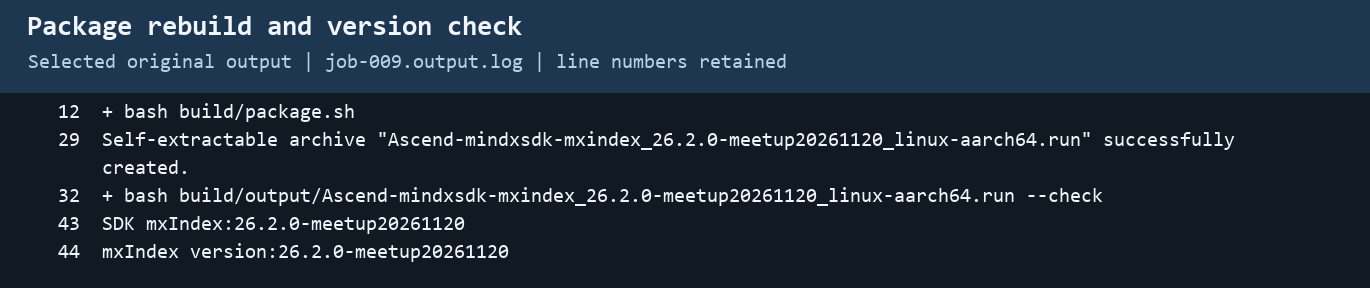 Package rebuild and version check
Selected original output | job-009.output.log | line numbers retained
12 + bash build/package.sh
29 Self-extractable archive "Ascend-mindxsdk-mxindex_26.2.0-meetup20261120_linux-aarch64.run" successfully
created.
32 + bash build/output/Ascend-mindxsdk-mxindex_26.2.0-meetup20261120_linux-aarch64.run --check
43 SDK mxIndex:26.2.0-meetup20261120
44 mxIndex version:26.2.0-meetup20261120